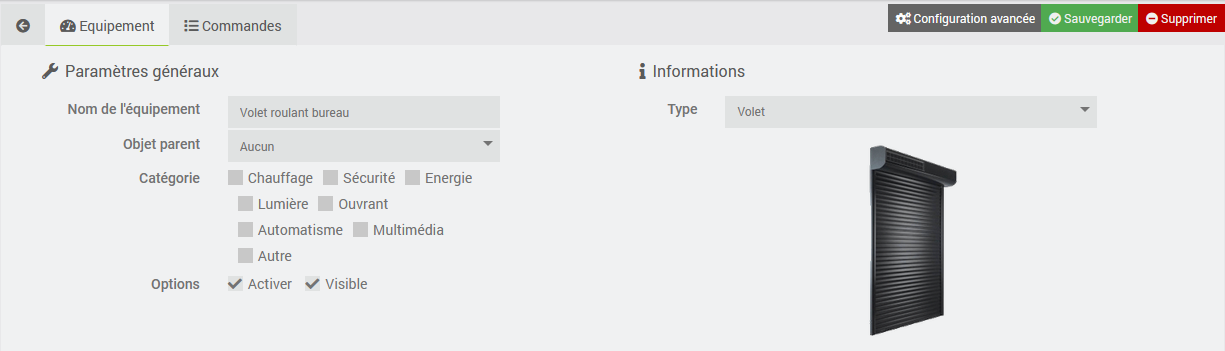 Equipement Commandes Configuration avancée Sauvegarder Supprimer
Paramètres généraux
Nom de l'équipement Volet roulant bureau
Objet parent Aucun
Catégorie Chauffage Sécurité Energie
Lumière Ouvrant
Automatisme Multimédia
Autre
Options Activer Visible
Informations
Type Volet